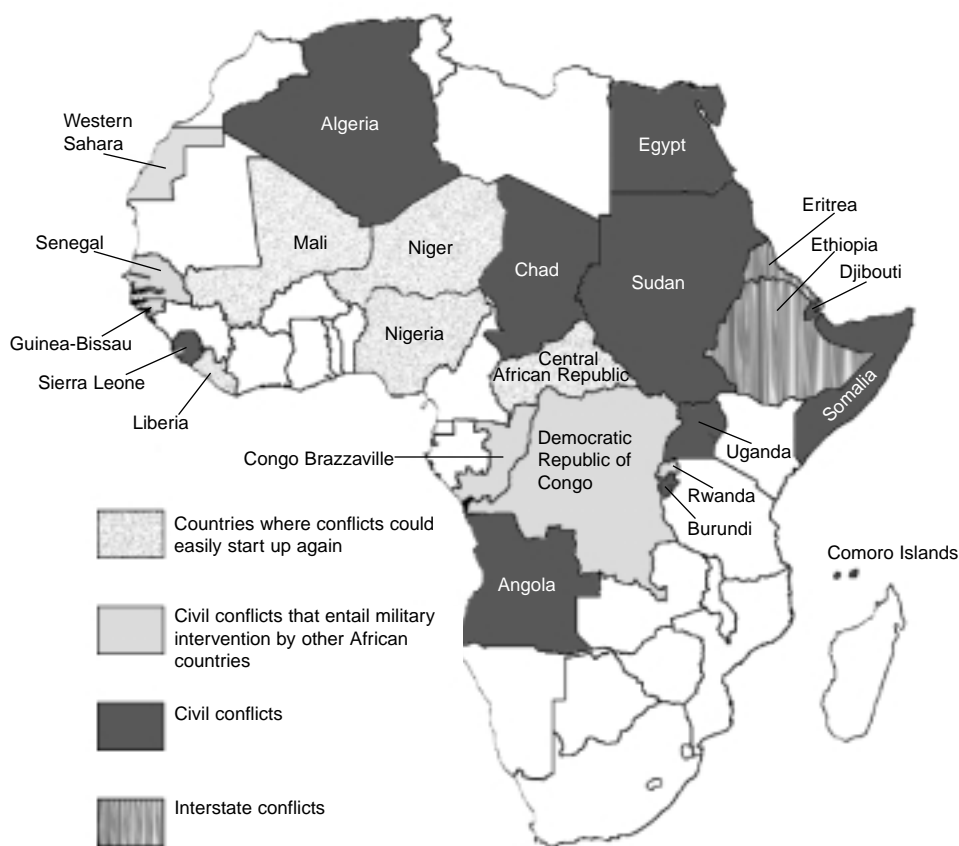 Western
Sahara
Algeria
Egypt
Eritrea
Ethiopia
Djibouti
Senegal
Mali
Niger
Chad
Sudan
Nigeria
Guinea-Bissau
Sierra Leone
Liberia
Central
African Republic
Somalia
Congo Brazzaville
Democratic
Republic of
Congo
Uganda
Rwanda
Burundi
Comoro Islands
Angola
Countries where conflicts could
easily start up again
Civil conflicts that entail military
intervention by other African
countries
Civil conflicts
Interstate conflicts